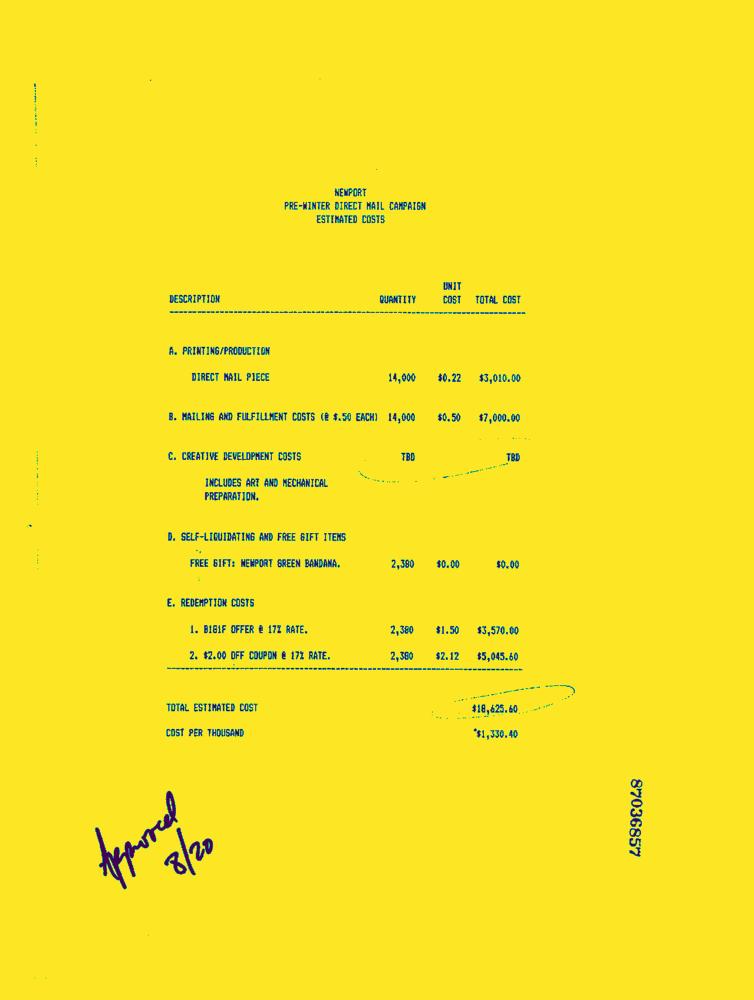 NEWPORT
PRE-WINTER DIRECT MAIL CAMPAIGN
ESTIMATED COSTS
UNIT
DESCRIPTION QUANTITY COST TOTAL COST
A. PRINTING/PRODUCTION
DIRECT MAIL PIECE 14,000 $0.22 $3,010.00
B. MAILING AND FULFILLMENT COSTS (@ $.50 EACH) 14,000 $0.50 $7,000.00
C. CREATIVE DEVELOPMENT COSTS TBD TBD
INCLUDES ART AND MECHANICAL
PREPARATION.
D. SELF-LIQUIDATING AND FREE GIFT ITEMS
FREE GIFT: NEWPORT GREEN BANDANA. 2,380 $0.00 $0.00
E. REDEMPTION COSTS
1. B1G1F OFFER @ 17% RATE. 2,380 $1.50 $3,570.00
2. $2.00 OFF COUPON @ 17% RATE. 2,380 $2.12 $5,045.60
TOTAL ESTIMATED COST $18,625.60
COST PER THOUSAND $1,330.40
Approved
8/20
87036857